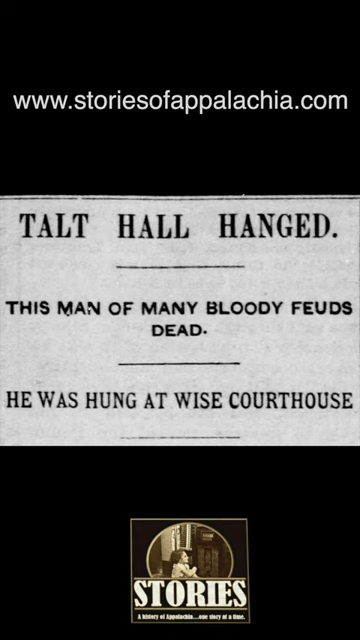 www.storiesofappalachia.com
TALT HALL HANGED.
THIS MAN OF MANY BLOODY FEUDS
DEAD.
HE WAS HUNG AT WISE COURTHOUSE
STORIES
A history of Appalachia....one story at a time.